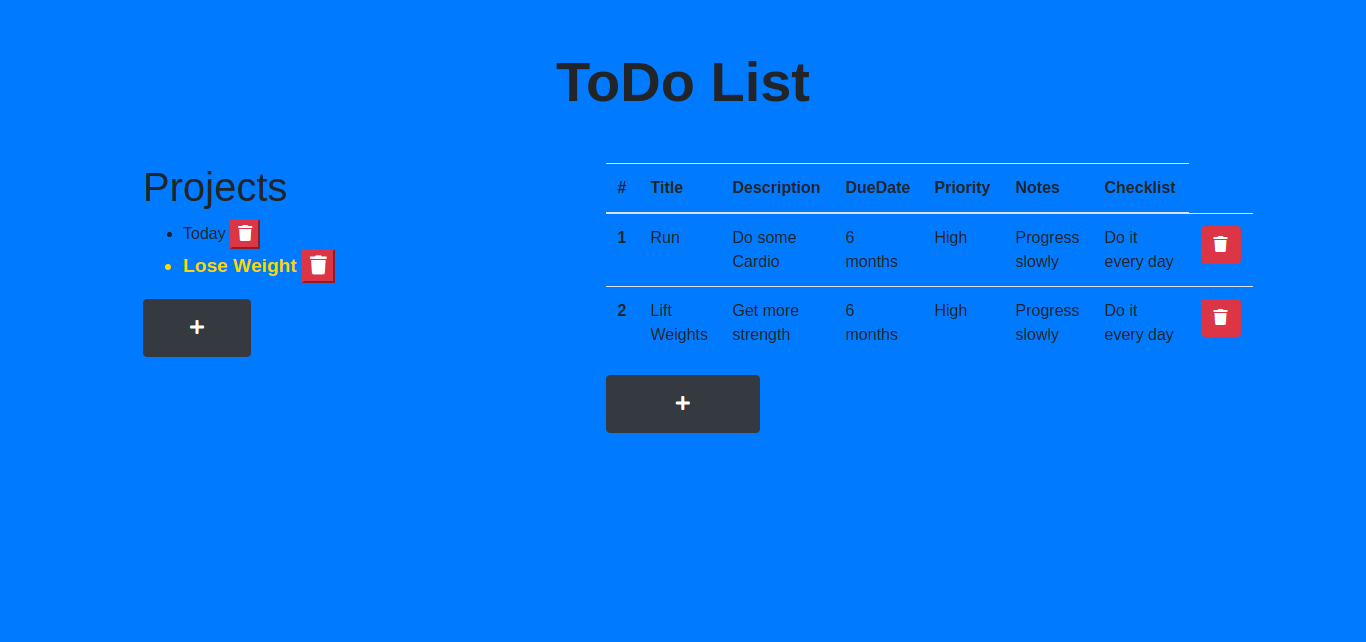 ToDo List
Projects
Today
Lose Weight
+
# Title Description DueDate Priority Notes Checklist
1 Run Do some 6 High Progress Do it
Cardio months slowly every day
2 Lift Get more 6 High Progress Do it
Weights strength months slowly every day
+